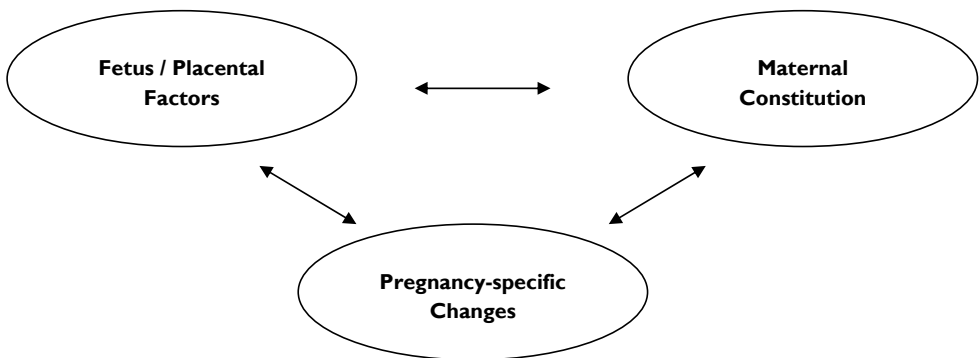 Fetus / Placental
Factors
Maternal
Constitution
Pregnancy-specific
Changes